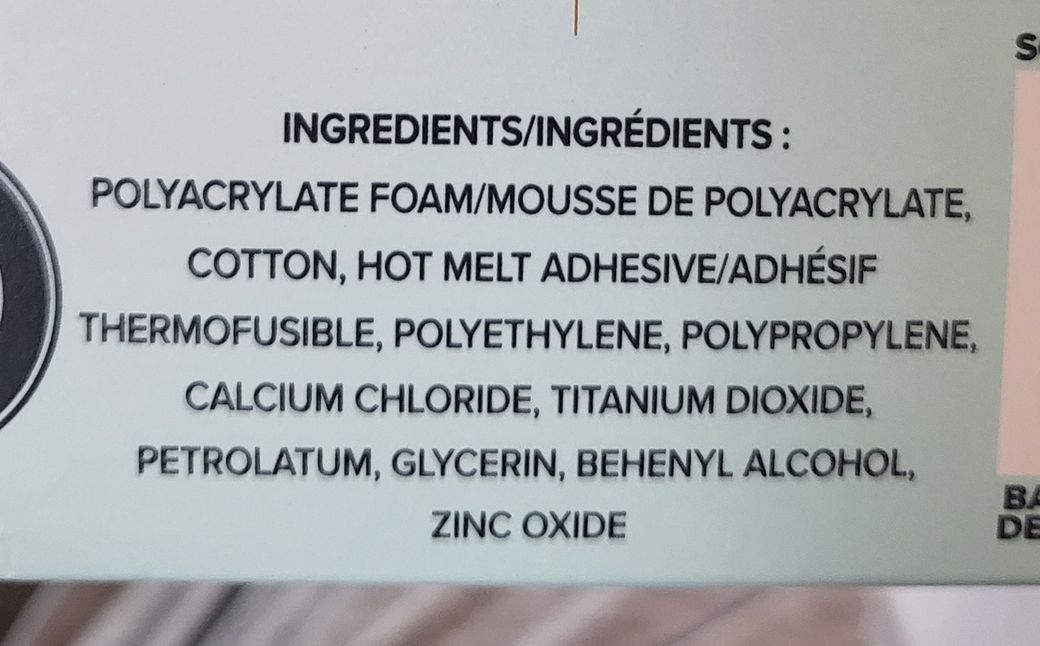 INGREDIENTS/INGRÉDIENTS :
POLYACRYLATE FOAM/MOUSSE DE POLYACRYLATE,
COTTON, HOT MELT ADHESIVE/ADHÉSIF
THERMOFUSIBLE, POLYETHYLENE, POLYPROPYLENE,
CALCIUM CHLORIDE, TITANIUM DIOXIDE,
PETROLATUM, GLYCERIN, BEHENYL ALCOHOL,
ZINC OXIDE